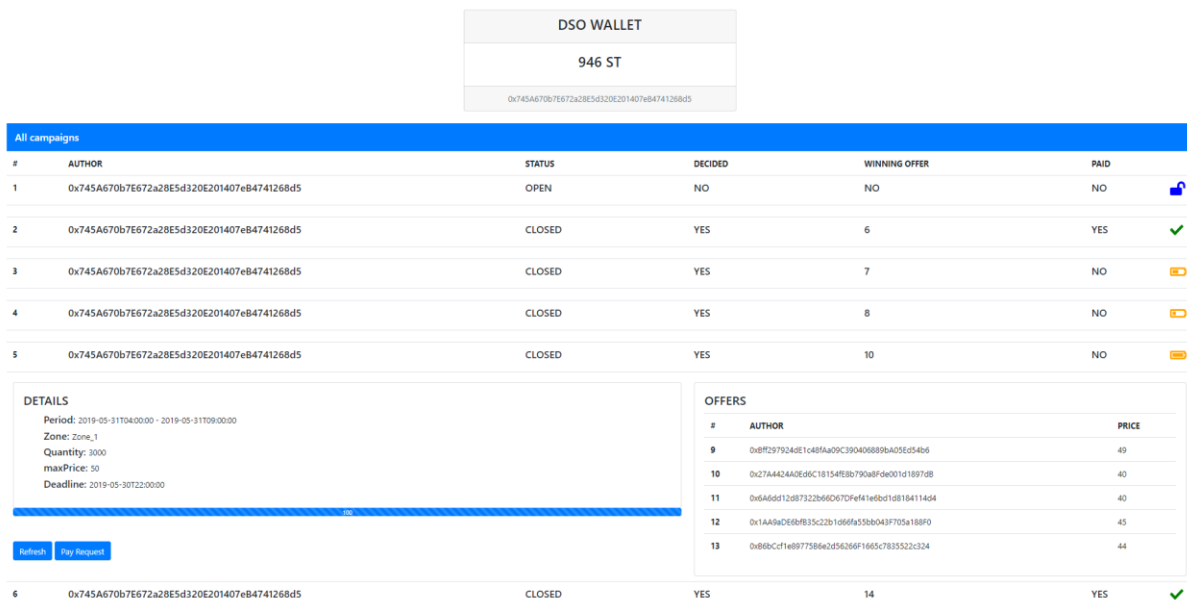 DSO WALLET
946 ST
0x745A670b7E672a28E5d320E201407eB4741268d5
All campaigns
# AUTHOR STATUS DECIDED WINNING OFFER PAID
1 0x745A670b7E672a28E5d320E201407eB4741268d5 OPEN NO NO NO
2 0x745A670b7E672a28E5d320E201407eB4741268d5 CLOSED YES 6 YES
3 0x745A670b7E672a28E5d320E201407eB4741268d5 CLOSED YES 7 NO
4 0x745A670b7E672a28E5d320E201407eB4741268d5 CLOSED YES 8 NO
5 0x745A670b7E672a28E5d320E201407eB4741268d5 CLOSED YES 10 NO
DETAILS
Period: 2019-05-31T04:00:00 - 2019-05-31T09:00:00
Zone: Zone_1
Quantity: 3000
maxPrice: 50
Deadline: 2019-05-30T22:00:00
100
Refresh Pay Request
OFFERS
# AUTHOR PRICE
9 0xBff297924dE1c48fAa09C390406889bA05Ed54b6 49
10 0x27A4424A0Ed6C18154fE8b790a8Fde001d1897dB 40
11 0x6A6dd12d87322b66D67DFef41e6bd1d8184114d4 40
12 0x1AA9aDE6bfB35c22b1d66fa55bb043F705a188F0 45
13 0xB6bCcf1e89775B6e2d56266F1665c7835522c324 44
6 0x745A670b7E672a28E5d320E201407eB4741268d5 CLOSED YES 14 YES